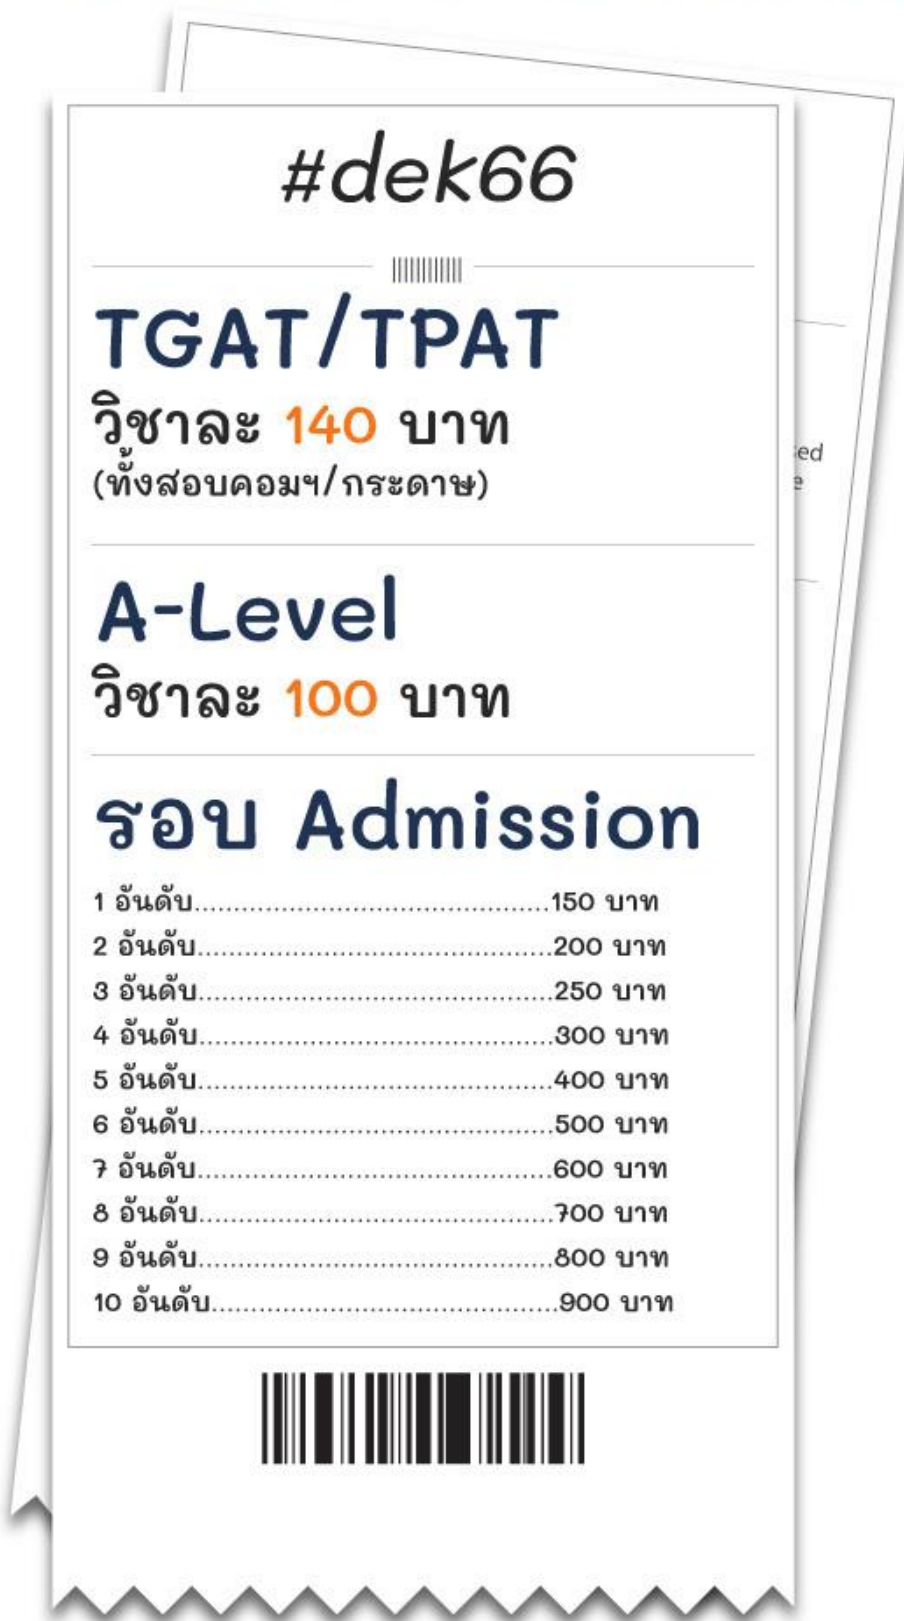 #dek66
TGAT/TPAT
วิชาละ 140 บาท
(ทั้งสอบคอมฯ/กระดาษ)
A-Level
วิชาละ 100 บาท
รอบ Admission
1 อันดับ..........................................150 บาท
2 อันดับ..........................................200 บาท
3 อันดับ..........................................250 บาท
4 อันดับ..........................................300 บาท
5 อันดับ..........................................400 บาท
6 อันดับ..........................................500 บาท
7 อันดับ..........................................600 บาท
8 อันดับ..........................................700 บาท
9 อันดับ..........................................800 บาท
10 อันดับ.........................................900 บาท